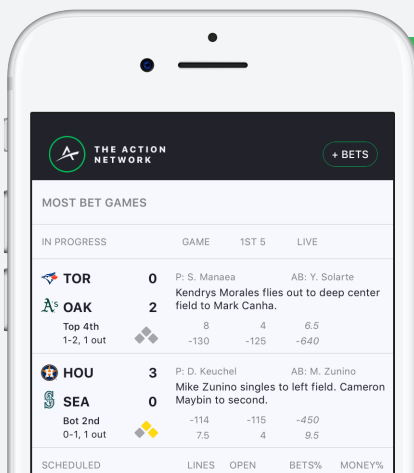 THE ACTION
NETWORK
+ BETS
MOST BET GAMES
IN PROGRESS GAME 1ST 5 LIVE
TOR 0 P: S. Manaea AB: Y. Solarte
Kendrys Morales flies out to deep center
A's OAK 2 field to Mark Canha.
Top 4th 8 4 6.5
1-2, 1 out -130 -125 -640
HOU 3 P: D. Keuchel AB: M. Zunino
Mike Zunino singles to left field. Cameron
S SEA 0 Maybin to second.
Bot 2nd -114 -115 -450
0-1, 1 out 7.5 4 9.5
SCHEDULED LINES OPEN BETS% MONEY%